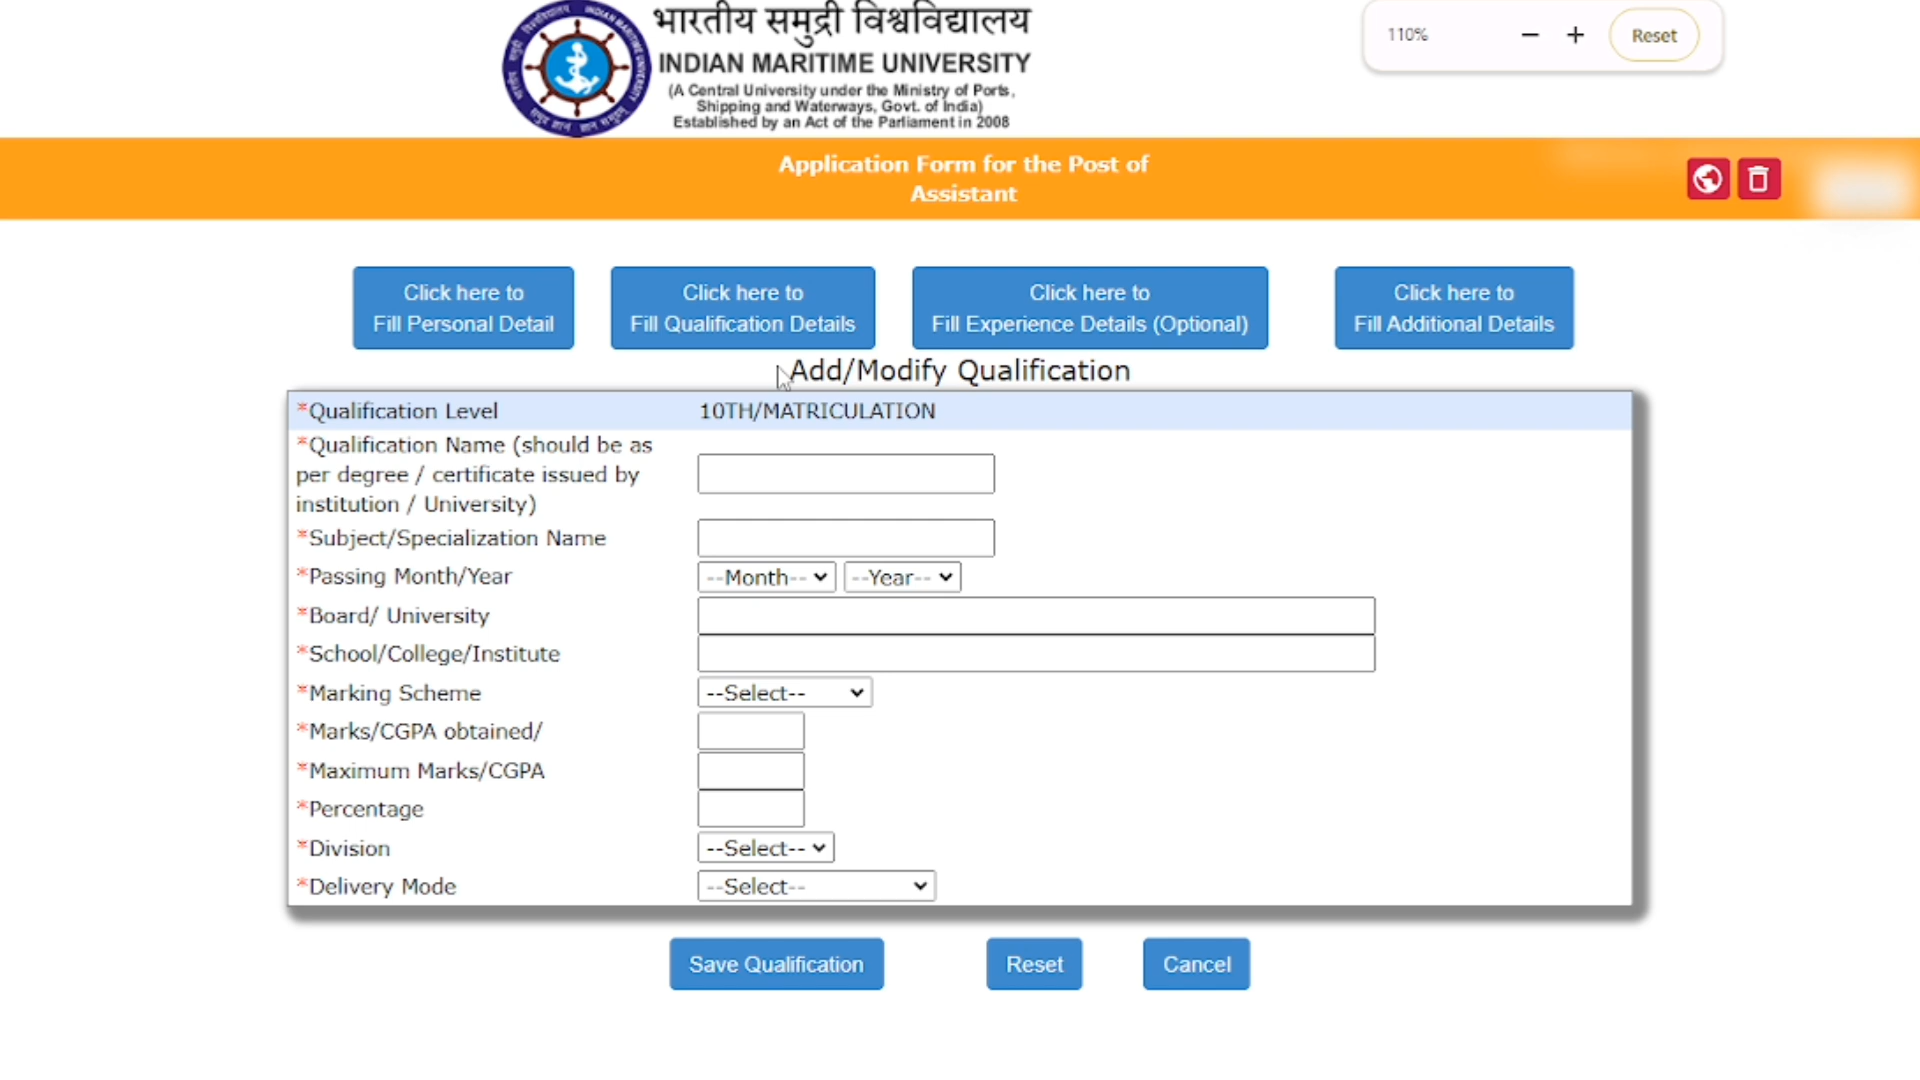 भारतीय समुद्री विश्वविद्यालय
INDIAN MARITIME UNIVERSITY
(A Central University under the Ministry of Ports,
Shipping and Waterways, Govt. of India)
Established by an Act of the Parliament in 2008
INDIAN MARITIME UNIVERSITY
110%
Reset
Application Form for the Post of
Assistant
Click here to
Fill Personal Detail
Click here to
Fill Qualification Details
Click here to
Fill Experience Details (Optional)
Click here to
Fill Additional Details
Add/Modify Qualification
*Qualification Level 10TH/MATRICULATION
*Qualification Name (should be as
per degree / certificate issued by
institution / University)
*Subject/Specialization Name
*Passing Month/Year --Month-- --Year--
*Board/ University
*School/College/Institute
*Marking Scheme --Select--
*Marks/CGPA obtained/
*Maximum Marks/CGPA
*Percentage
*Division --Select--
*Delivery Mode --Select--
Save Qualification Reset Cancel